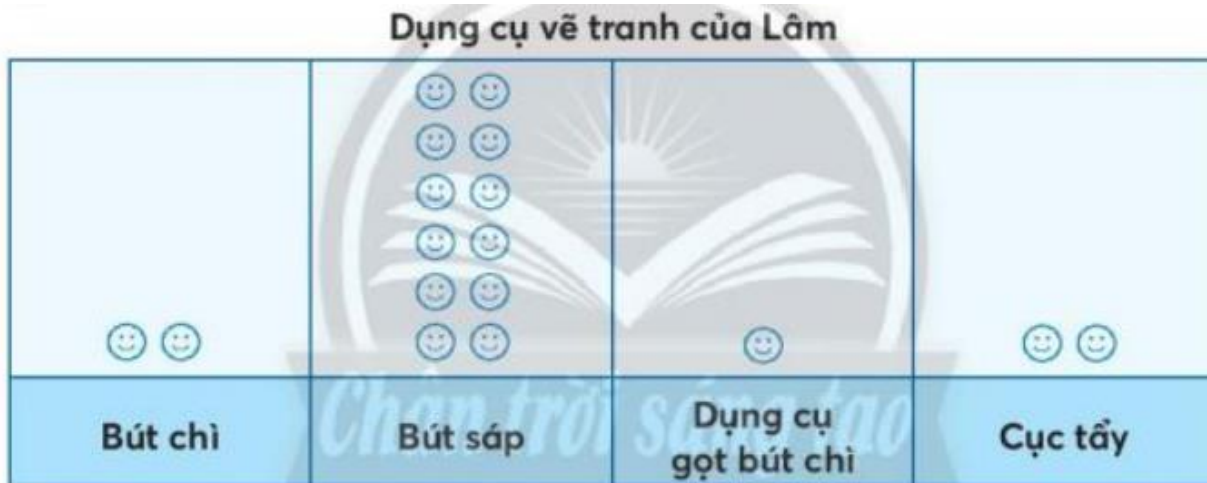 Dụng cụ vẽ tranh của Lâm
Bút chì
Bút sáp
Dụng cụ
gọt bút chì
Cục tẩy
Chân trời sáng tạo